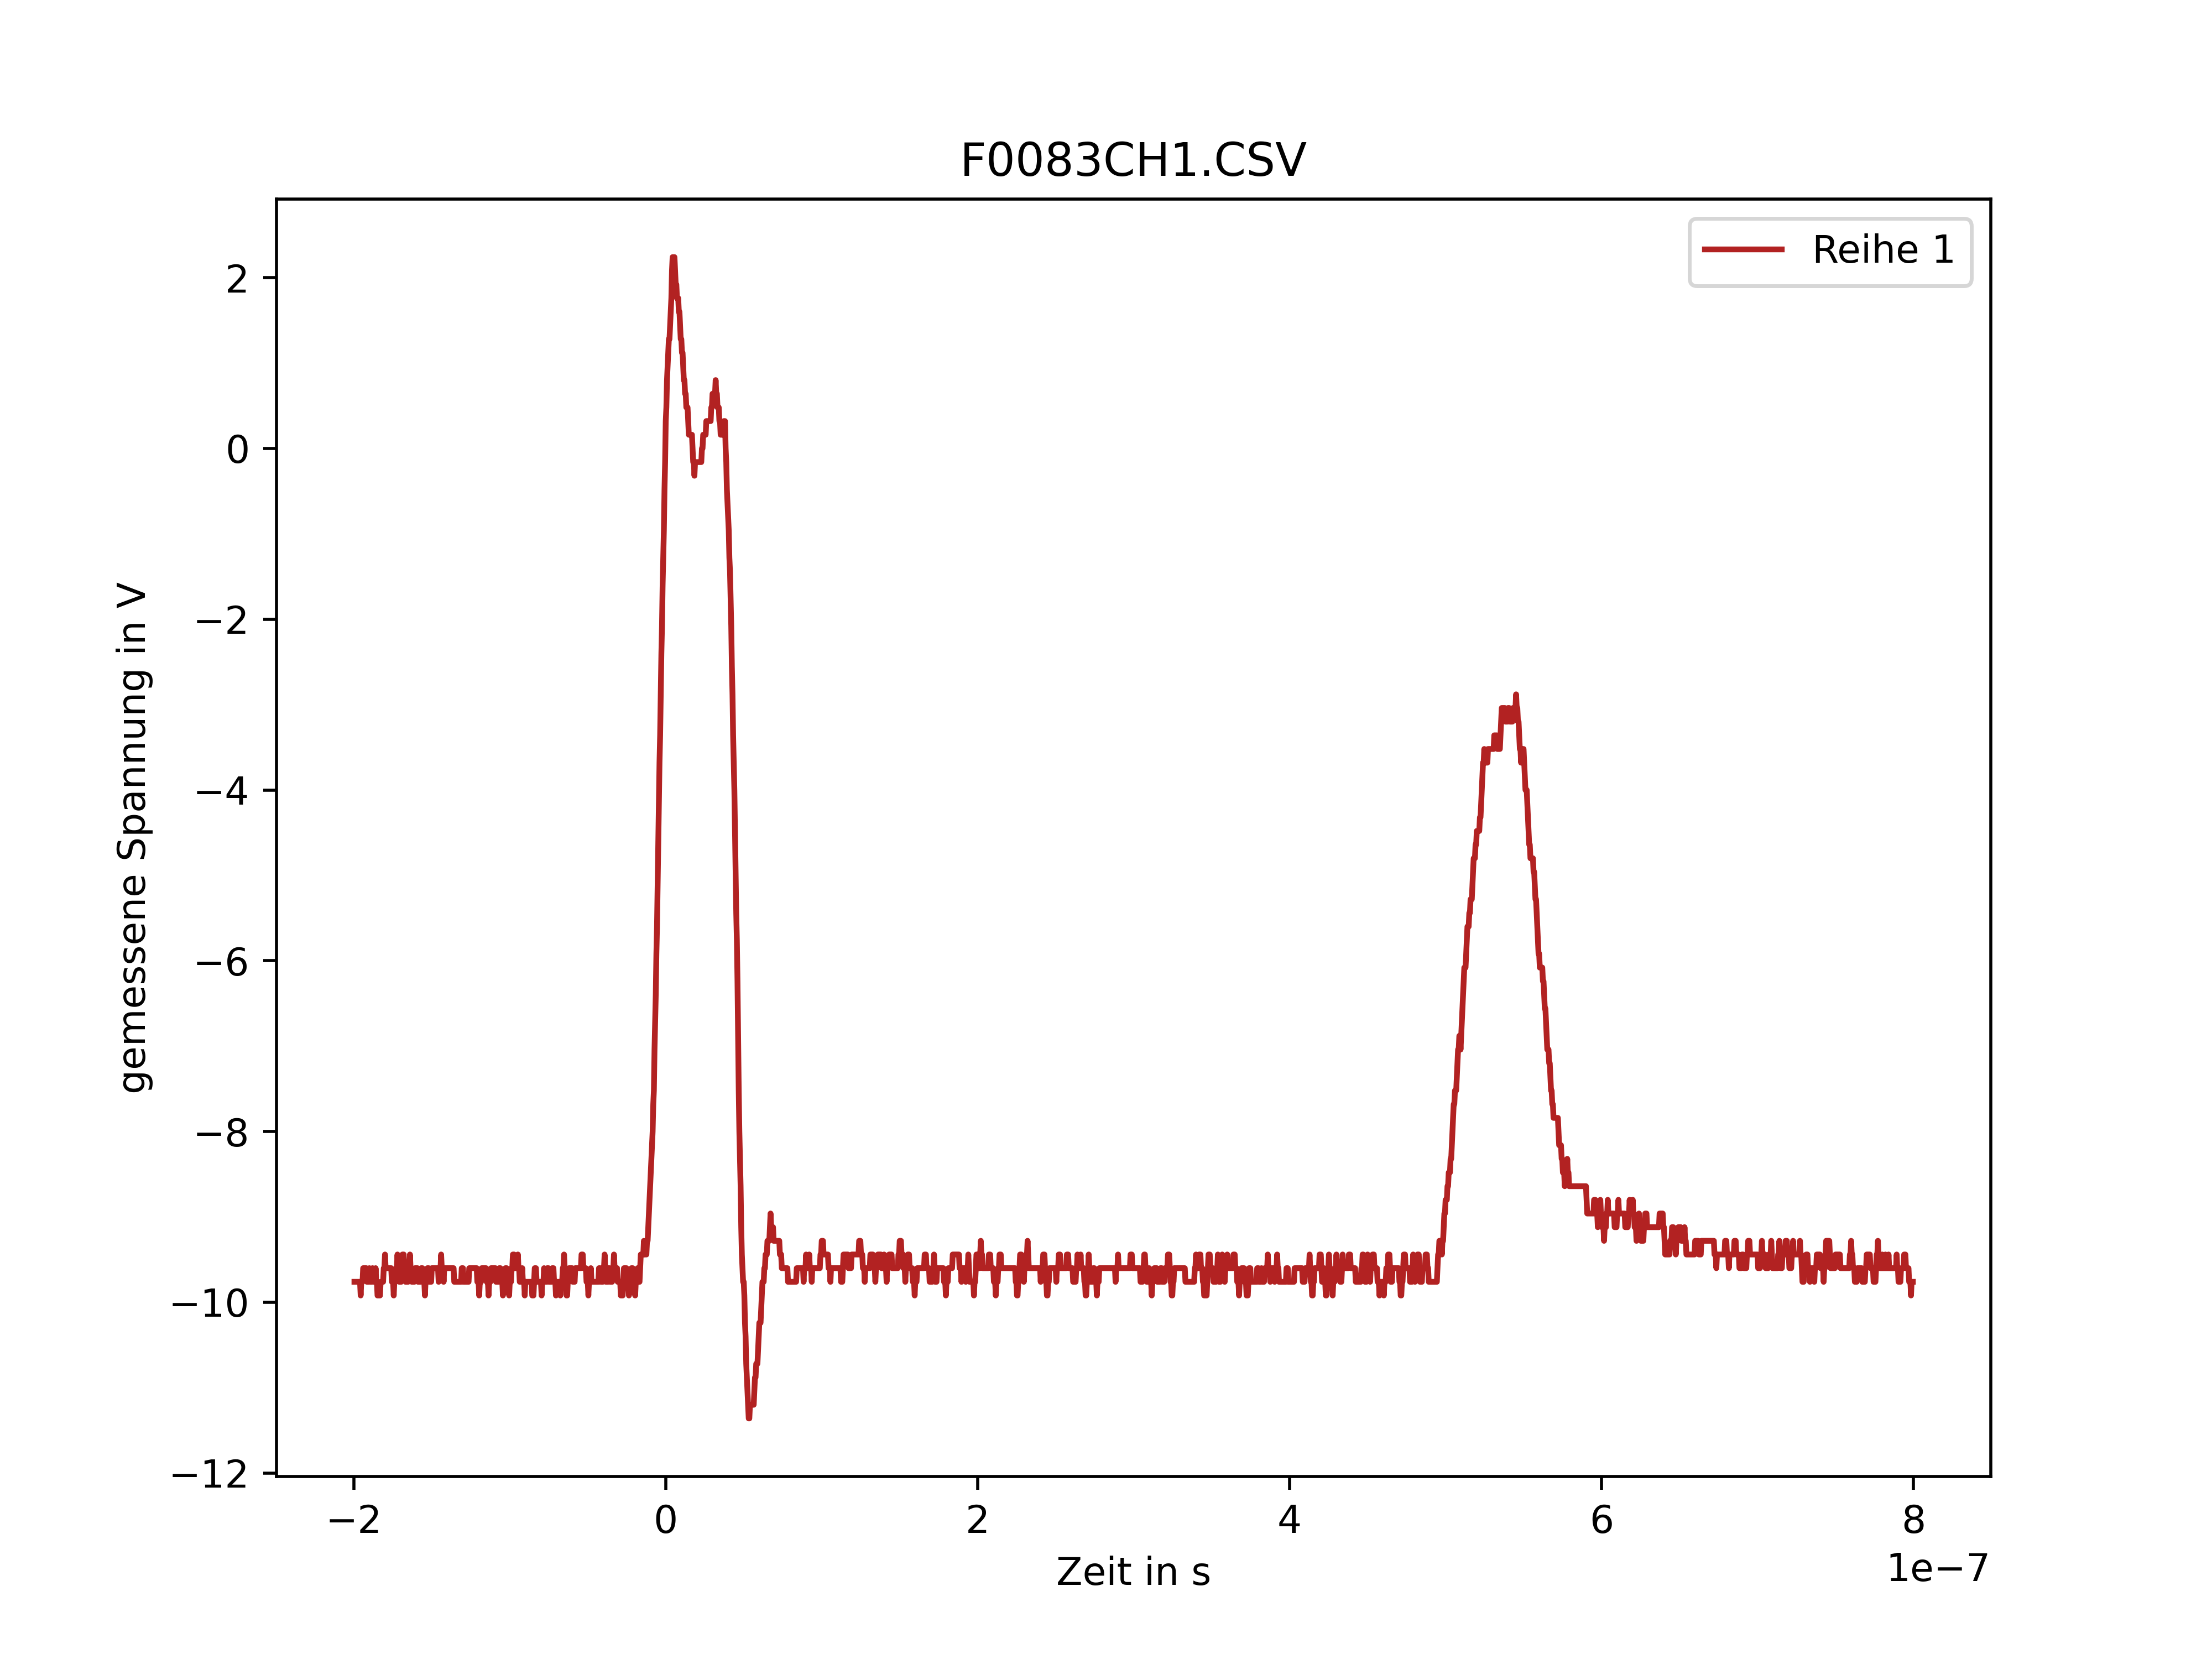 F0083CH1.CSV
Reihe 1
gemessene Spannung in V
2
0
−2
−4
−6
−8
−10
−12
−2 0 2 4 6 8
1e−7
Zeit in s